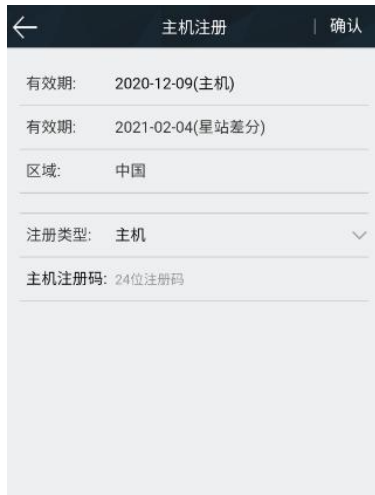 主机注册 | 确认
有效期: 2020-12-09(主机)
有效期: 2021-02-04(星站差分)
区域: 中国
注册类型: 主机
主机注册码: 24位注册码